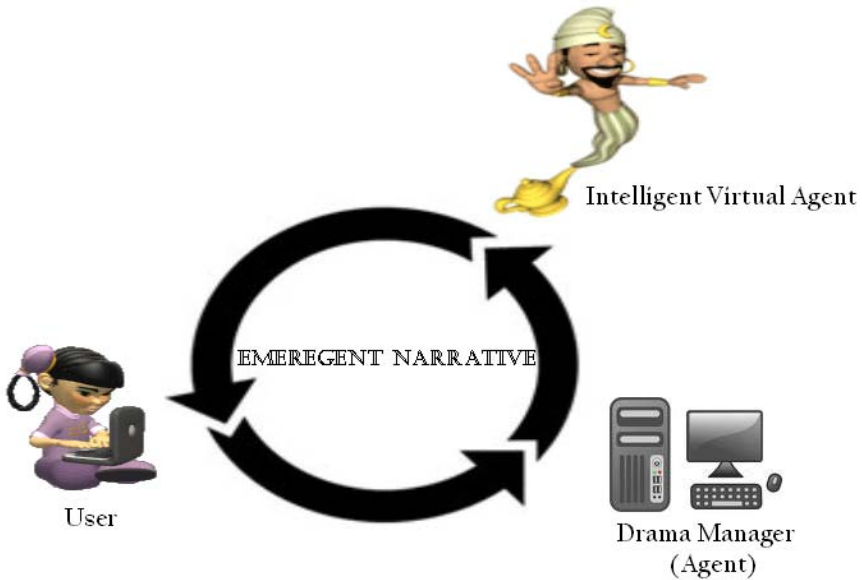 Intelligent Virtual Agent
EMEREGENT NARRATIVE
User
Drama Manager
(Agent)